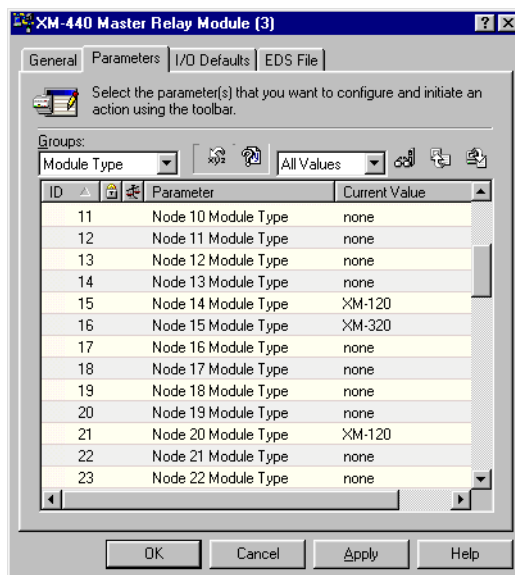 XM-440 Master Relay Module (3)
General Parameters I/O Defaults EDS File
Select the parameter(s) that you want to configure and initiate an
action using the toolbar.
Groups:
Module Type All Values
ID Parameter Current Value
11 Node 10 Module Type none
12 Node 11 Module Type none
13 Node 12 Module Type none
14 Node 13 Module Type none
15 Node 14 Module Type XM-120
16 Node 15 Module Type XM-320
17 Node 16 Module Type none
18 Node 17 Module Type none
19 Node 18 Module Type none
20 Node 19 Module Type none
21 Node 20 Module Type XM-120
22 Node 21 Module Type none
23 Node 22 Module Type none
OK Cancel Apply Help